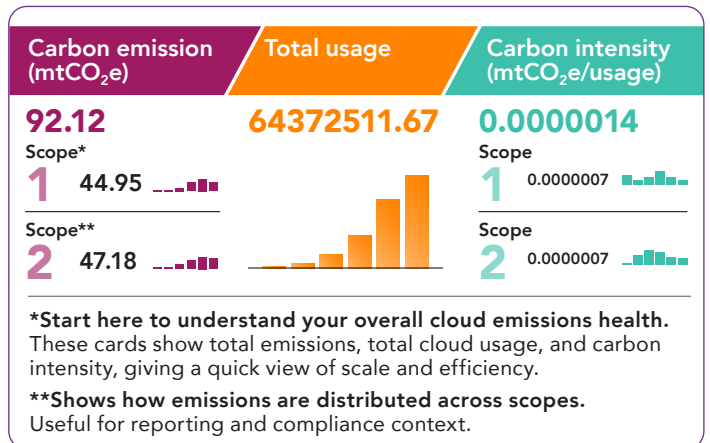 Carbon emission
(mtCO₂e)
Total usage
Carbon intensity
(mtCO₂e/usage)
92.12
64372511.67
0.0000014
Scope*
1 44.95
Scope**
2 47.18
Scope
1 0.0000007
Scope
2 0.0000007
*Start here to understand your overall cloud emissions health.
These cards show total emissions, total cloud usage, and carbon
intensity, giving a quick view of scale and efficiency.
**Shows how emissions are distributed across scopes.
Useful for reporting and compliance context.